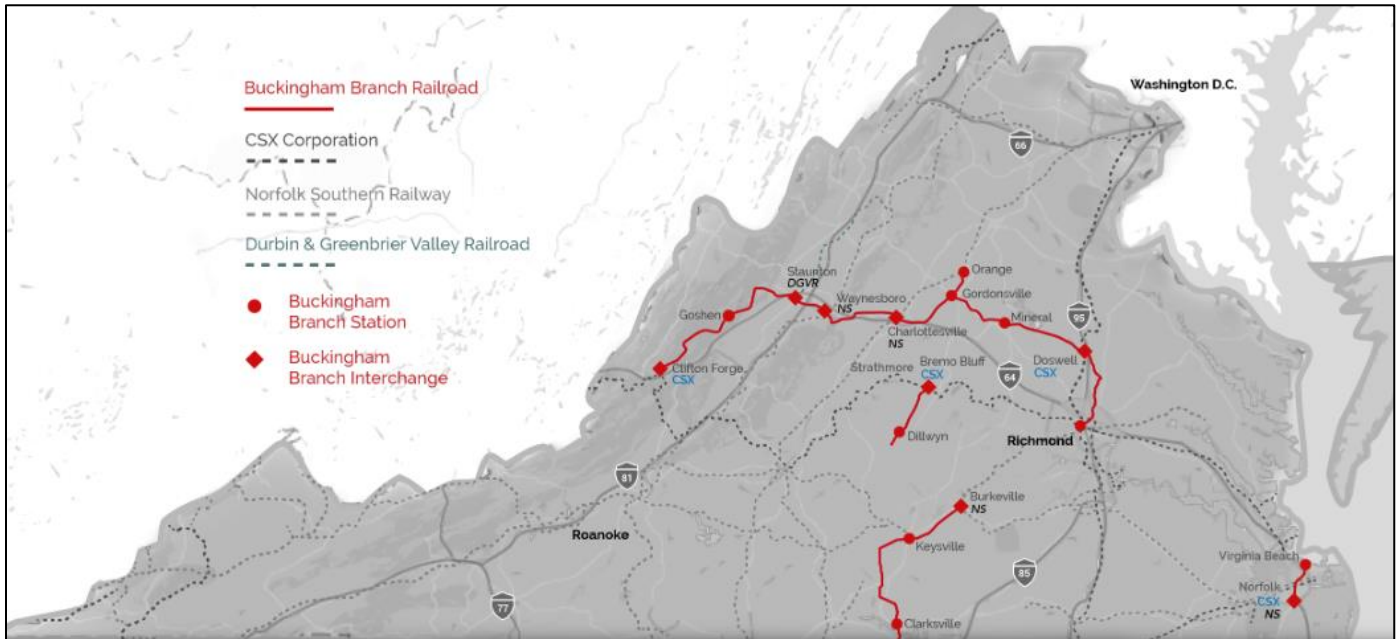 Buckingham Branch Railroad
CSX Corporation
Norfolk Southern Railway
Durbin & Greenbrier Valley Railroad
Buckingham
Branch Station
Buckingham
Branch Interchange
Washington D.C.
66
Staunton
DGVR
Orange
Waynesboro
NS
Gordonsville
Goshen
Mineral
95
Charlottesville
NS
Clifton Forge
CSX
Strathmore
Bremo Bluff
CSX
Doswell
CSX
64
Dillwyn
Richmond
81
Burkeville
NS
Roanoke
Keysville
85
Virginia Beach
Norfolk
CSX
NS
77
Clarksville